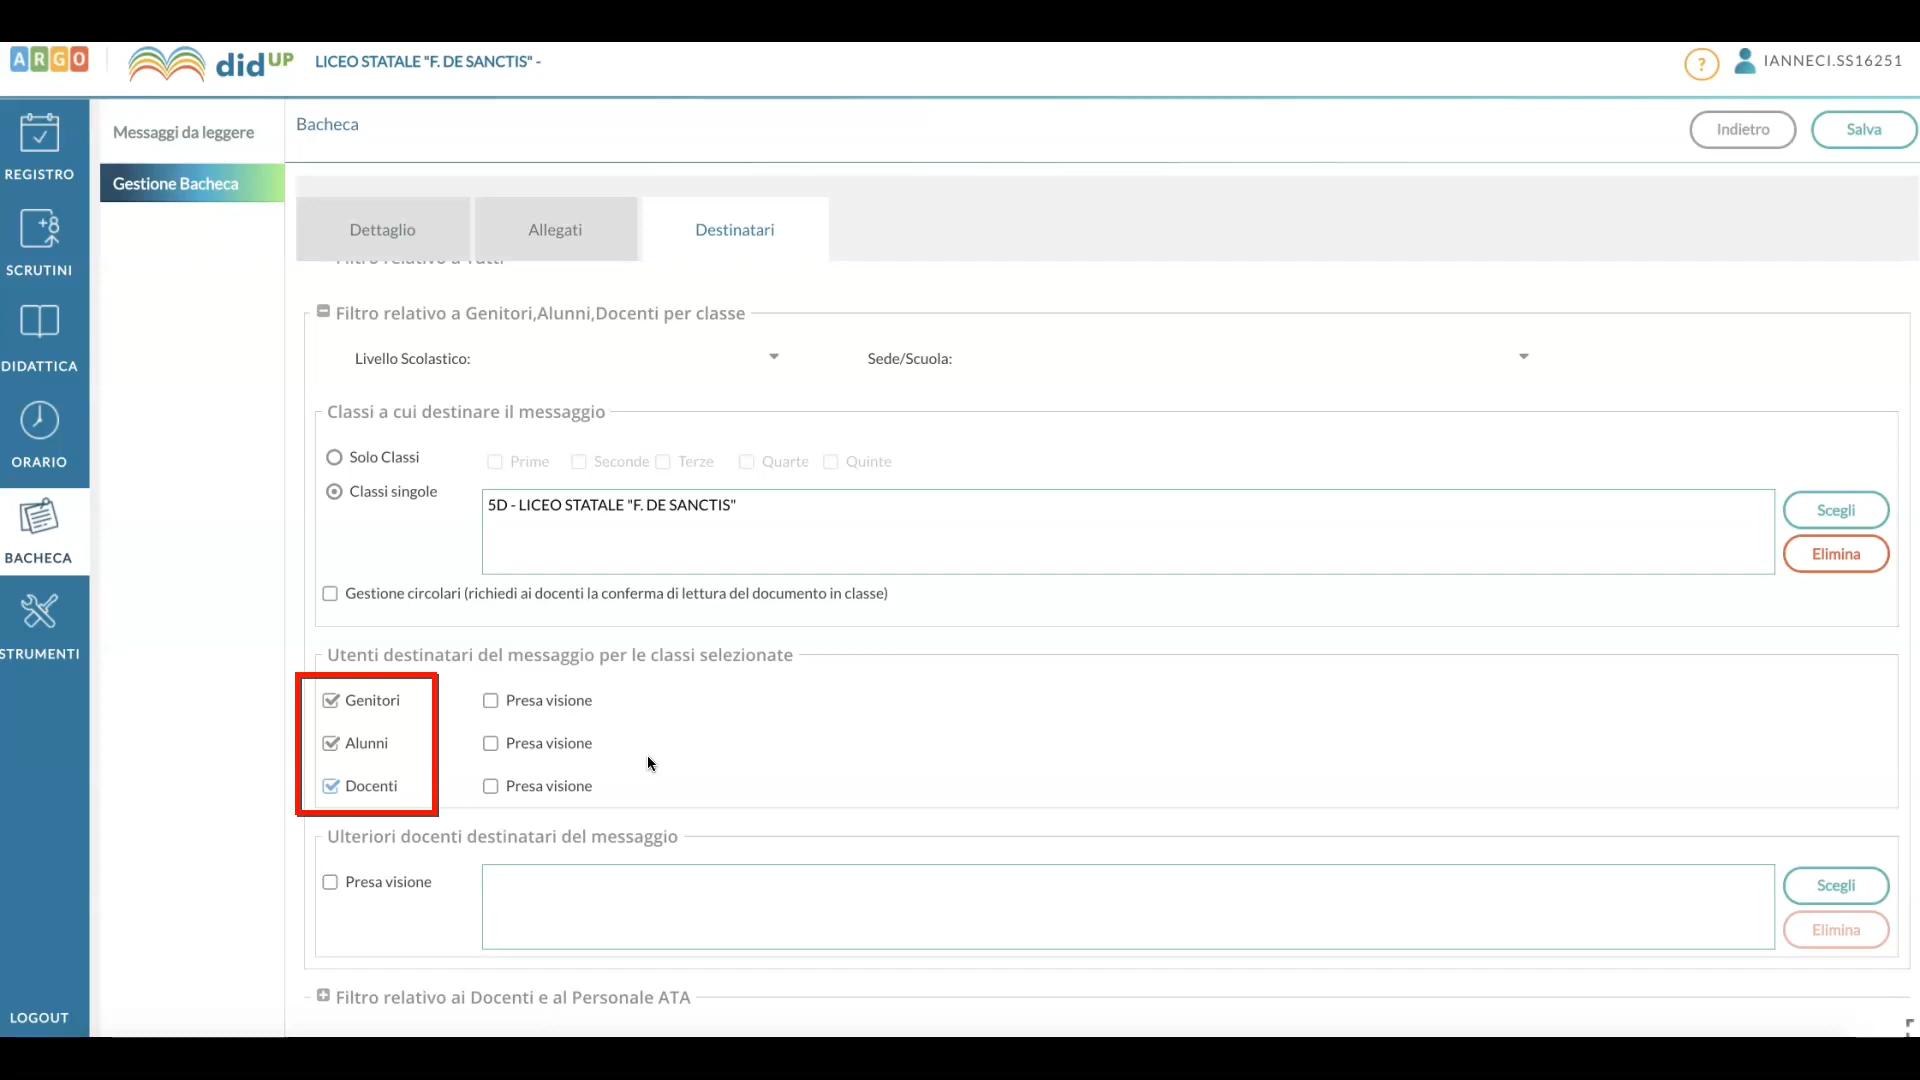 ARGO
didUP
LICEO STATALE "F. DE SANCTIS" -
?
IANNECI.SS16251
REGISTRO
+8
SCRUTINI
DIDATTICA
ORARIO
BACHECA
STRUMENTI
LOGOUT
Messaggi da leggere
Gestione Bacheca
Bacheca
Indietro
Salva
Dettaglio
Allegati
Destinatari
Filtro relativo a Tutti
Filtro relativo a Genitori,Alunni,Docenti per classe
Livello Scolastico:
Sede/Scuola:
Classi a cui destinare il messaggio
Solo Classi
Prime
Seconde
Terze
Quarte
Quinte
Classi singole
5D - LICEO STATALE "F. DE SANCTIS"
Scegli
Elimina
Gestione circolari (richiedi ai docenti la conferma di lettura del documento in classe)
Utenti destinatari del messaggio per le classi selezionate
Genitori
Presa visione
Alunni
Presa visione
Docenti
Presa visione
Ulteriori docenti destinatari del messaggio
Presa visione
Scegli
Elimina
Filtro relativo ai Docenti e al Personale ATA